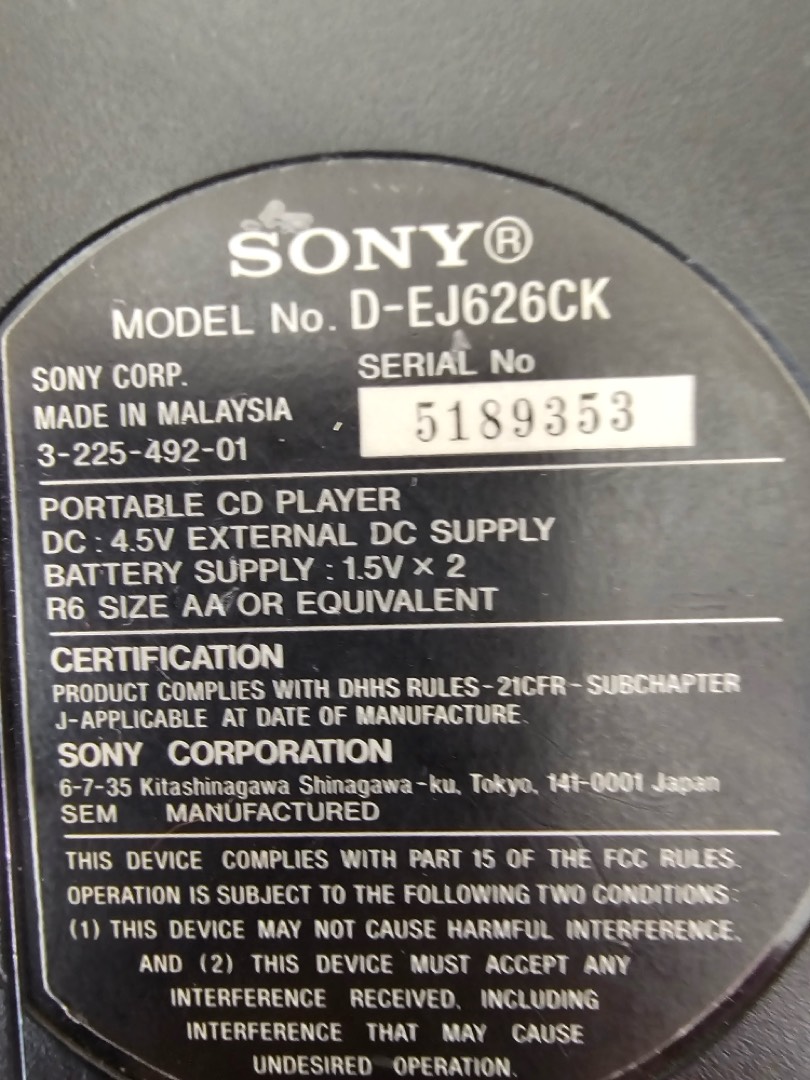 SONY®
MODEL No. D-EJ626CK
SONY CORP.
MADE IN MALAYSIA
3-225-492-01
SERIAL No
5189353
PORTABLE CD PLAYER
DC : 4.5V EXTERNAL DC SUPPLY
BATTERY SUPPLY : 1.5V × 2
R6 SIZE AA OR EQUIVALENT
CERTIFICATION
PRODUCT COMPLIES WITH DHHS RULES-21CFR-SUBCHAPTER
J-APPLICABLE AT DATE OF MANUFACTURE.
SONY CORPORATION
6-7-35 Kitashinagawa Shinagawa-ku, Tokyo, 141-0001 Japan
SEM MANUFACTURED
THIS DEVICE COMPLIES WITH PART 15 OF THE FCC RULES.
OPERATION IS SUBJECT TO THE FOLLOWING TWO CONDITIONS:
(1) THIS DEVICE MAY NOT CAUSE HARMFUL INTERFERENCE,
AND (2) THIS DEVICE MUST ACCEPT ANY
INTERFERENCE RECEIVED, INCLUDING
INTERFERENCE THAT MAY CAUSE
UNDESIRED OPERATION.